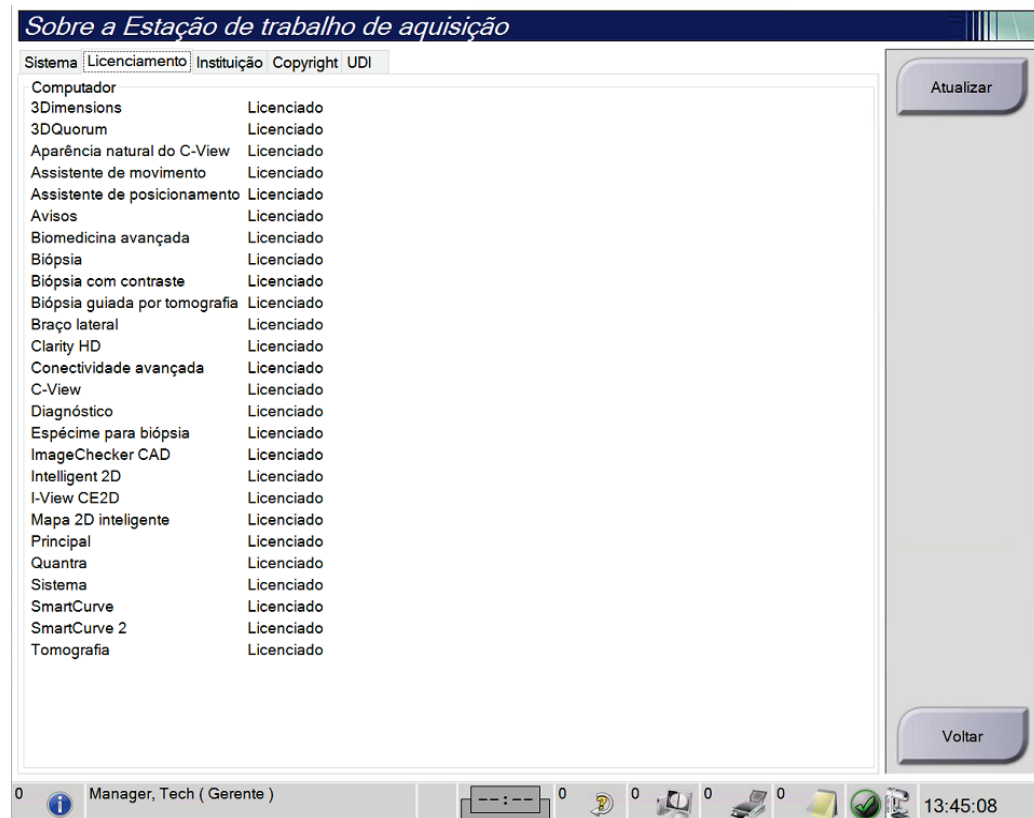 Sobre a Estação de trabalho de aquisição
Sistema Licenciamento Instituição Copyright UDI
Computador
3Dimensions Licenciado
3DQuorum Licenciado
Aparência natural do C-View Licenciado
Assistente de movimento Licenciado
Assistente de posicionamento Licenciado
Avisos Licenciado
Biomedicina avançada Licenciado
Biópsia Licenciado
Biópsia com contraste Licenciado
Biópsia guiada por tomografia Licenciado
Braço lateral Licenciado
Clarity HD Licenciado
Conectividade avançada Licenciado
C-View Licenciado
Diagnóstico Licenciado
Espécime para biópsia Licenciado
ImageChecker CAD Licenciado
Intelligent 2D Licenciado
I-View CE2D Licenciado
Mapa 2D inteligente Licenciado
Principal Licenciado
Quantra Licenciado
Sistema Licenciado
SmartCurve Licenciado
SmartCurve 2 Licenciado
Tomografia Licenciado
Atualizar
Voltar
0 Manager, Tech ( Gerente ) --:-- 0 0 0 0 13:45:08